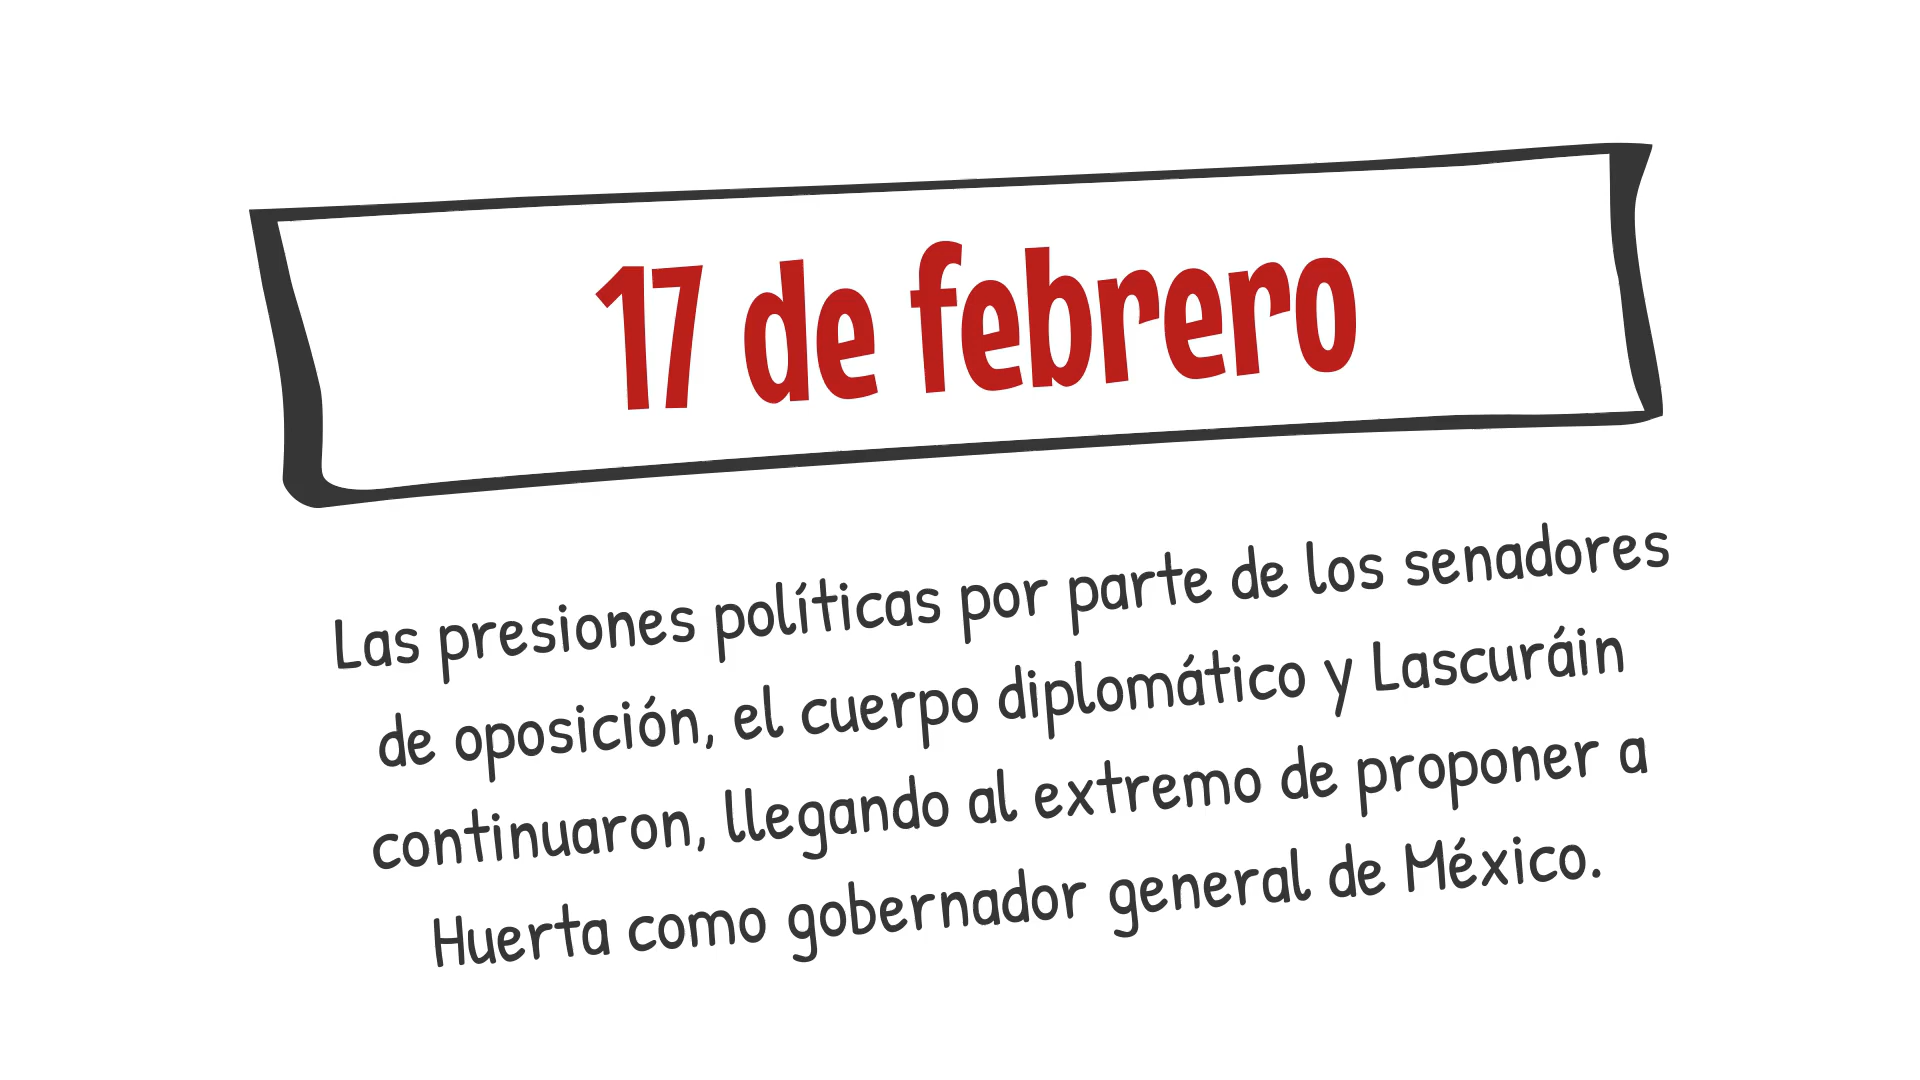 17 de febrero
Las presiones políticas por parte de los senadores
de oposición, el cuerpo diplomático y Lascuráin
continuaron, llegando al extremo de proponer a
Huerta como gobernador general de México.